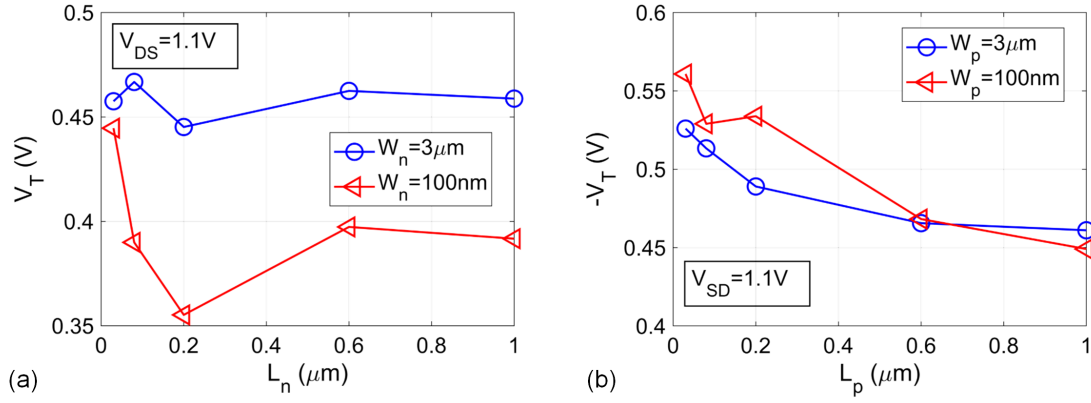 V_DS=1.1V
W_n=3μm
W_n=100nm
0.5
0.45
0.4
0.35
V_T (V)
0 0.2 0.4 0.6 0.8 1
L_n (μm)
(a)
W_p=3μm
W_p=100nm
V_SD=1.1V
0.6
0.55
0.5
0.45
0.4
-V_T (V)
0 0.2 0.4 0.6 0.8 1
L_p (μm)
(b)